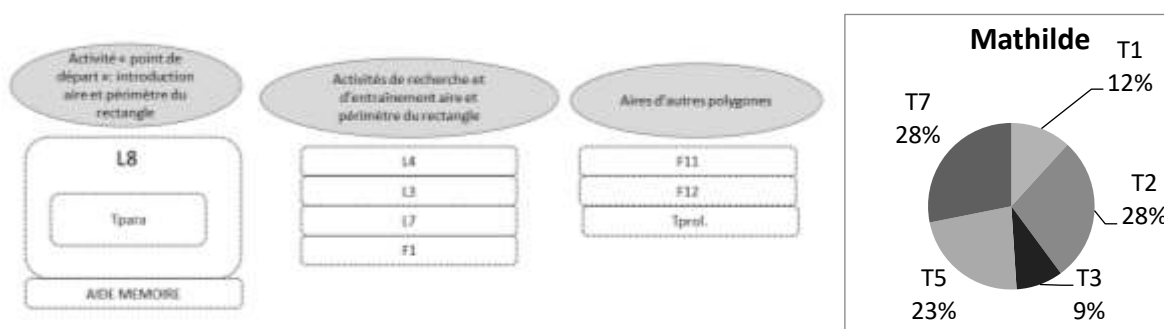 Activité « point de
départ »: introduction
aire et périmètre du
rectangle
L8
Tpara
AIDE MEMOIRE
Activités de recherche et
d'entraînement aire et
périmètre du rectangle
L4
L3
L7
F1
Aires d'autres polygones
F11
F12
Tprol.
Mathilde
T1
12%
T2
28%
T3
9%
T5
23%
T7
28%